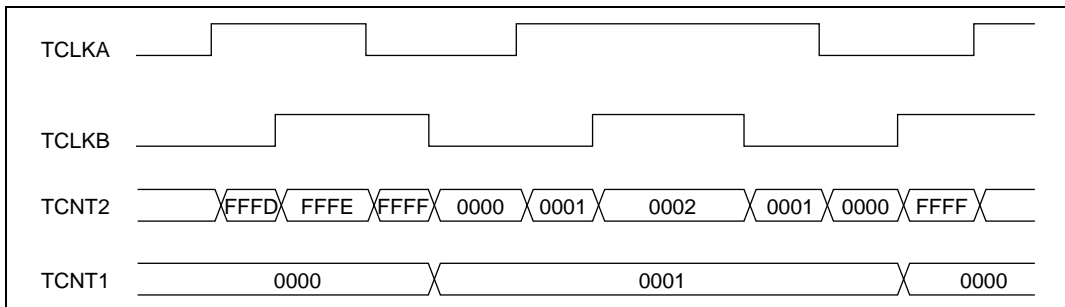 TCLKA
TCLKB
TCNT2 FFFD FFFE FFFF 0000 0001 0002 0001 0000 FFFF
TCNT1 0000 0001 0000